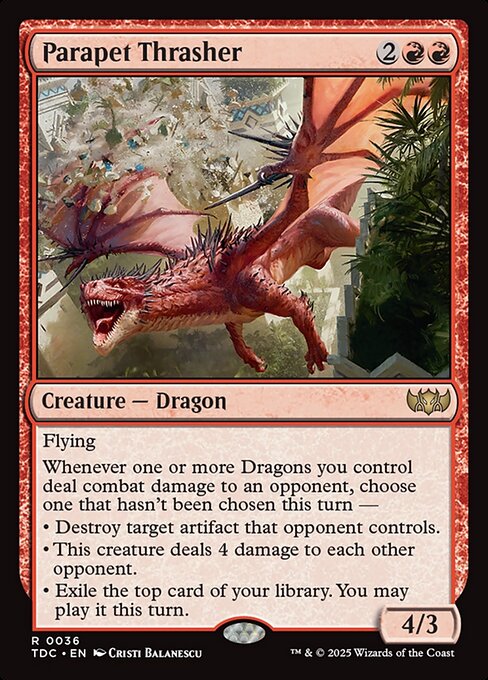 Parapet Thrasher 2
Creature — Dragon
Flying
Whenever one or more Dragons you control
deal combat damage to an opponent, choose
one that hasn't been chosen this turn —
• Destroy target artifact that opponent controls.
• This creature deals 4 damage to each other
opponent.
• Exile the top card of your library. You may
play it this turn.
4/3
R 0036
TDC • EN Cristi Balanescu
™ & © 2025 Wizards of the Coast